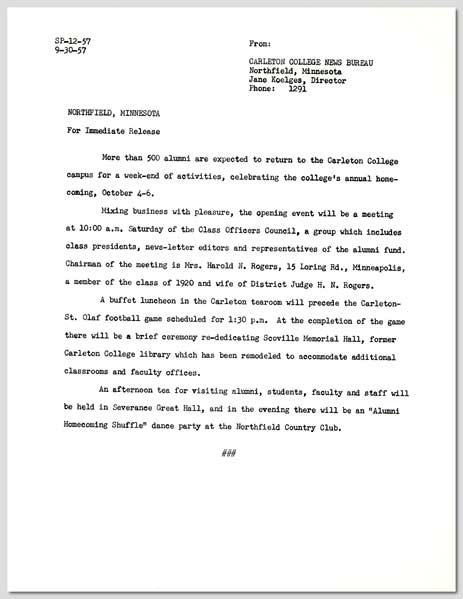 SP-12-57
9-30-57
From:
CARLETON COLLEGE NEWS BUREAU
Northfield, Minnesota
Jane Koelges, Director
Phone: 1291
NORTHFIELD, MINNESOTA
For Immediate Release
More than 500 alumni are expected to return to the Carleton College
campus for a week-end of activities, celebrating the college's annual home-
coming, October 4-6.
Mixing business with pleasure, the opening event will be a meeting
at 10:00 a.m. Saturday of the Class Officers Council, a group which includes
class presidents, news-letter editors and representatives of the alumni fund.
Chairman of the meeting is Mrs. Harold N. Rogers, 15 Loring Rd., Minneapolis,
a member of the class of 1920 and wife of District Judge H. N. Rogers.
A buffet luncheon in the Carleton tearoom will precede the Carleton-
St. Olaf football game scheduled for 1:30 p.m. At the completion of the game
there will be a brief ceremony re-dedicating Scoville Memorial Hall, former
Carleton College library which has been remodeled to accommodate additional
classrooms and faculty offices.
An afternoon tea for visiting alumni, students, faculty and staff will
be held in Severance Great Hall, and in the evening there will be an "Alumni
Homecoming Shuffle" dance party at the Northfield Country Club.
###